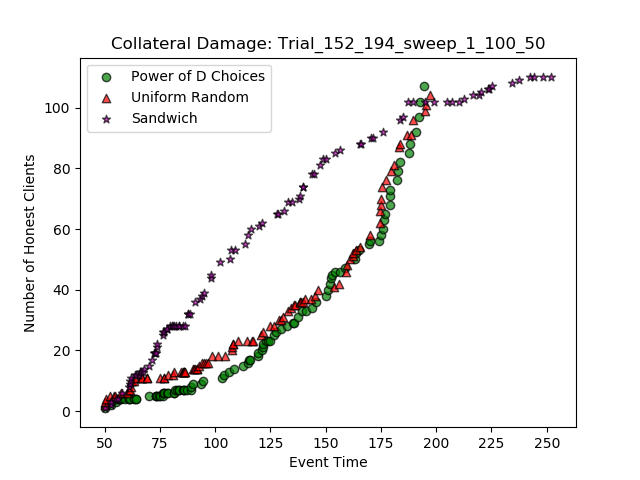 Collateral Damage: Trial_152_194_sweep_1_100_50
Power of D Choices
Uniform Random
Sandwich
Number of Honest Clients
100
80
60
40
20
0
50 75 100 125 150 175 200 225 250
Event Time